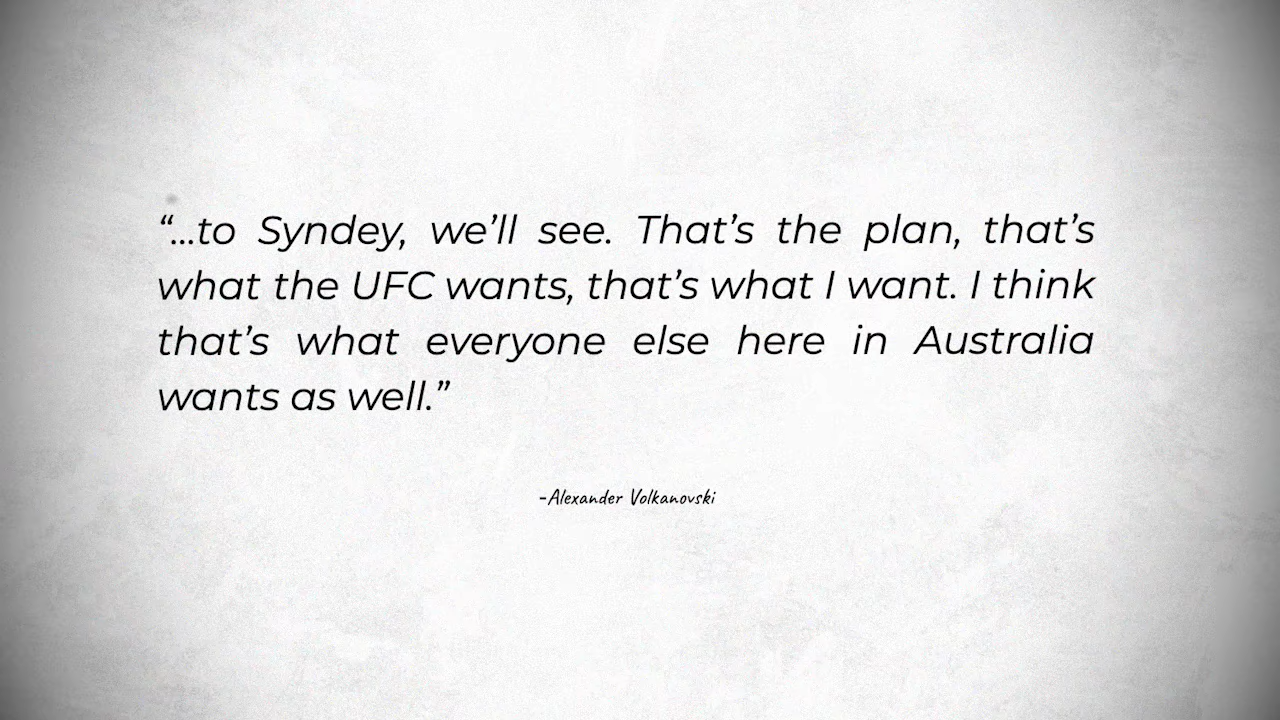 “...to Syndey, we’ll see. That’s the plan, that’s
what the UFC wants, that’s what I want. I think
that’s what everyone else here in Australia
wants as well.”
-Alexander Volkanovski